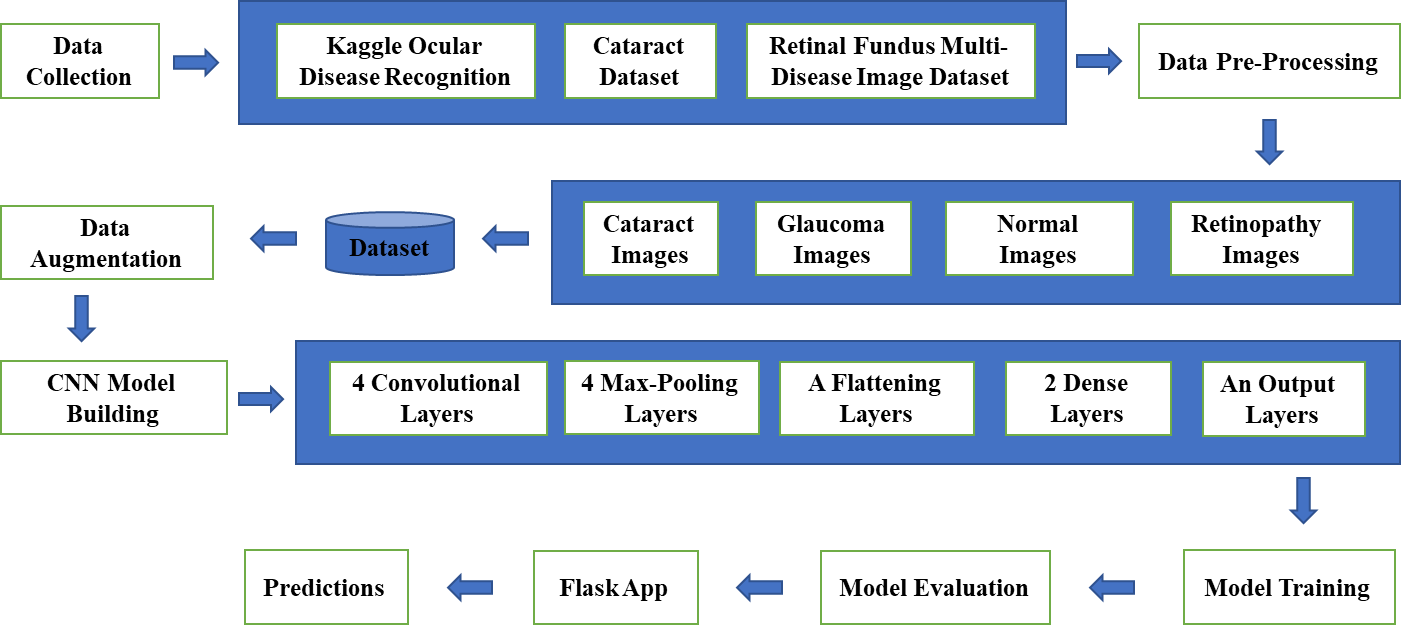 Data
Collection
Kaggle Ocular
Disease Recognition
Cataract
Dataset
Retinal Fundus Multi-
Disease Image Dataset
Data Pre-Processing
Data
Augmentation
Dataset
Cataract
Images
Glaucoma
Images
Normal
Images
Retinopathy
Images
CNN Model
Building
4 Convolutional
Layers
4 Max-Pooling
Layers
A Flattening
Layers
2 Dense
Layers
An Output
Layers
Predictions
Flask App
Model Evaluation
Model Training